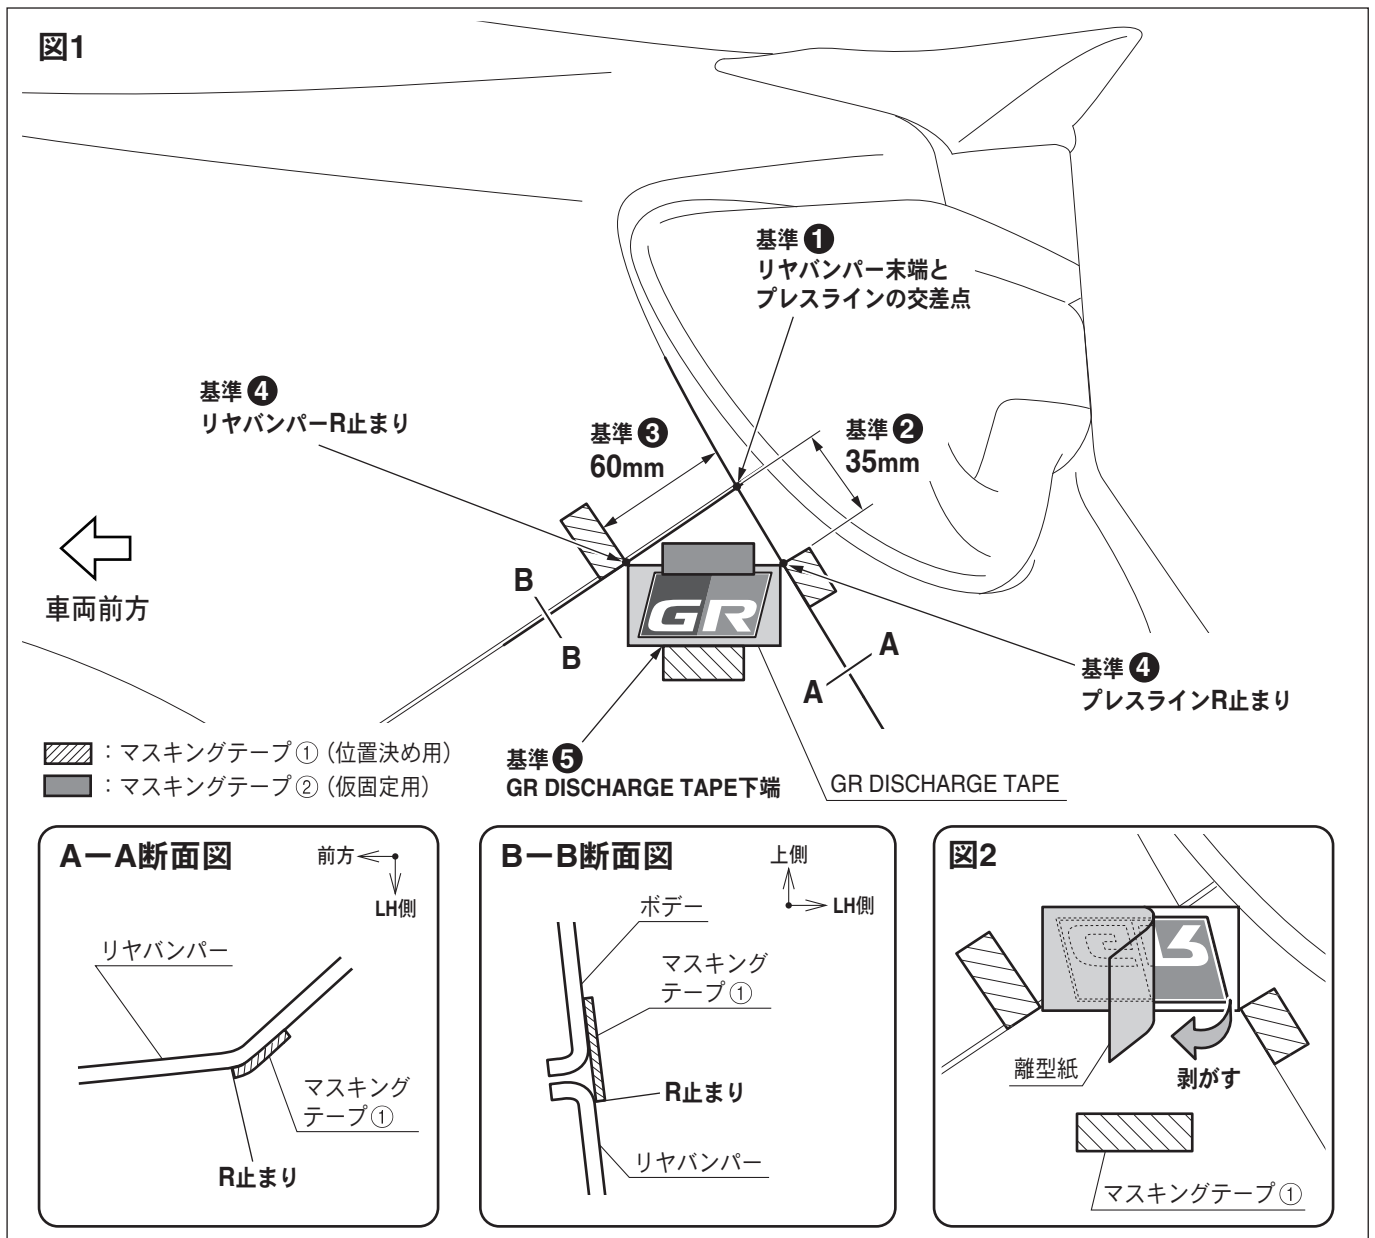 図1
基準❶
リヤバンパー末端と
プレスラインの交差点
基準❹
リヤバンパーR止まり
基準❸
60mm
基準❷
35mm
車両前方
B
B
GR
A
A
基準❹
プレスラインR止まり
：マスキングテープ①（位置決め用）
：マスキングテープ②（仮固定用）
基準❺
GR DISCHARGE TAPE下端
GR DISCHARGE TAPE
A－A断面図
前方
LH側
リヤバンパー
マスキング
テープ①
R止まり
B－B断面図
上側
LH側
ボデー
マスキング
テープ①
R止まり
リヤバンパー
図2
離型紙
剥がす
マスキングテープ①